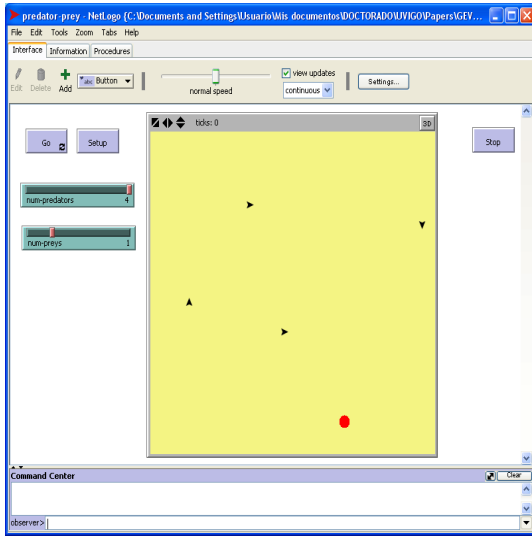 predator-prey - NetLogo {C:\Documents and Settings\Usuario\Mis documentos\DOCTORADO\UVIGO\Papers\GEV...
File Edit Tools Zoom Tabs Help
Interface Information Procedures
Edit Delete Add abc Button normal speed view updates continuous Settings...
ticks: 0 3D
Go Setup Stop
num-predators 4
num-preys 1
Command Center Clear
observer>